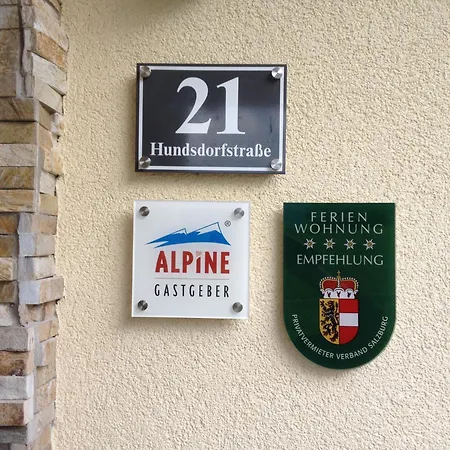 21
Hundsdorfstraße
®
ALPINE
GASTGEBER
FERIEN
WOHNUNG
EMPFEHLUNG
PRIVATVERMIETER VERBAND SALZBURG